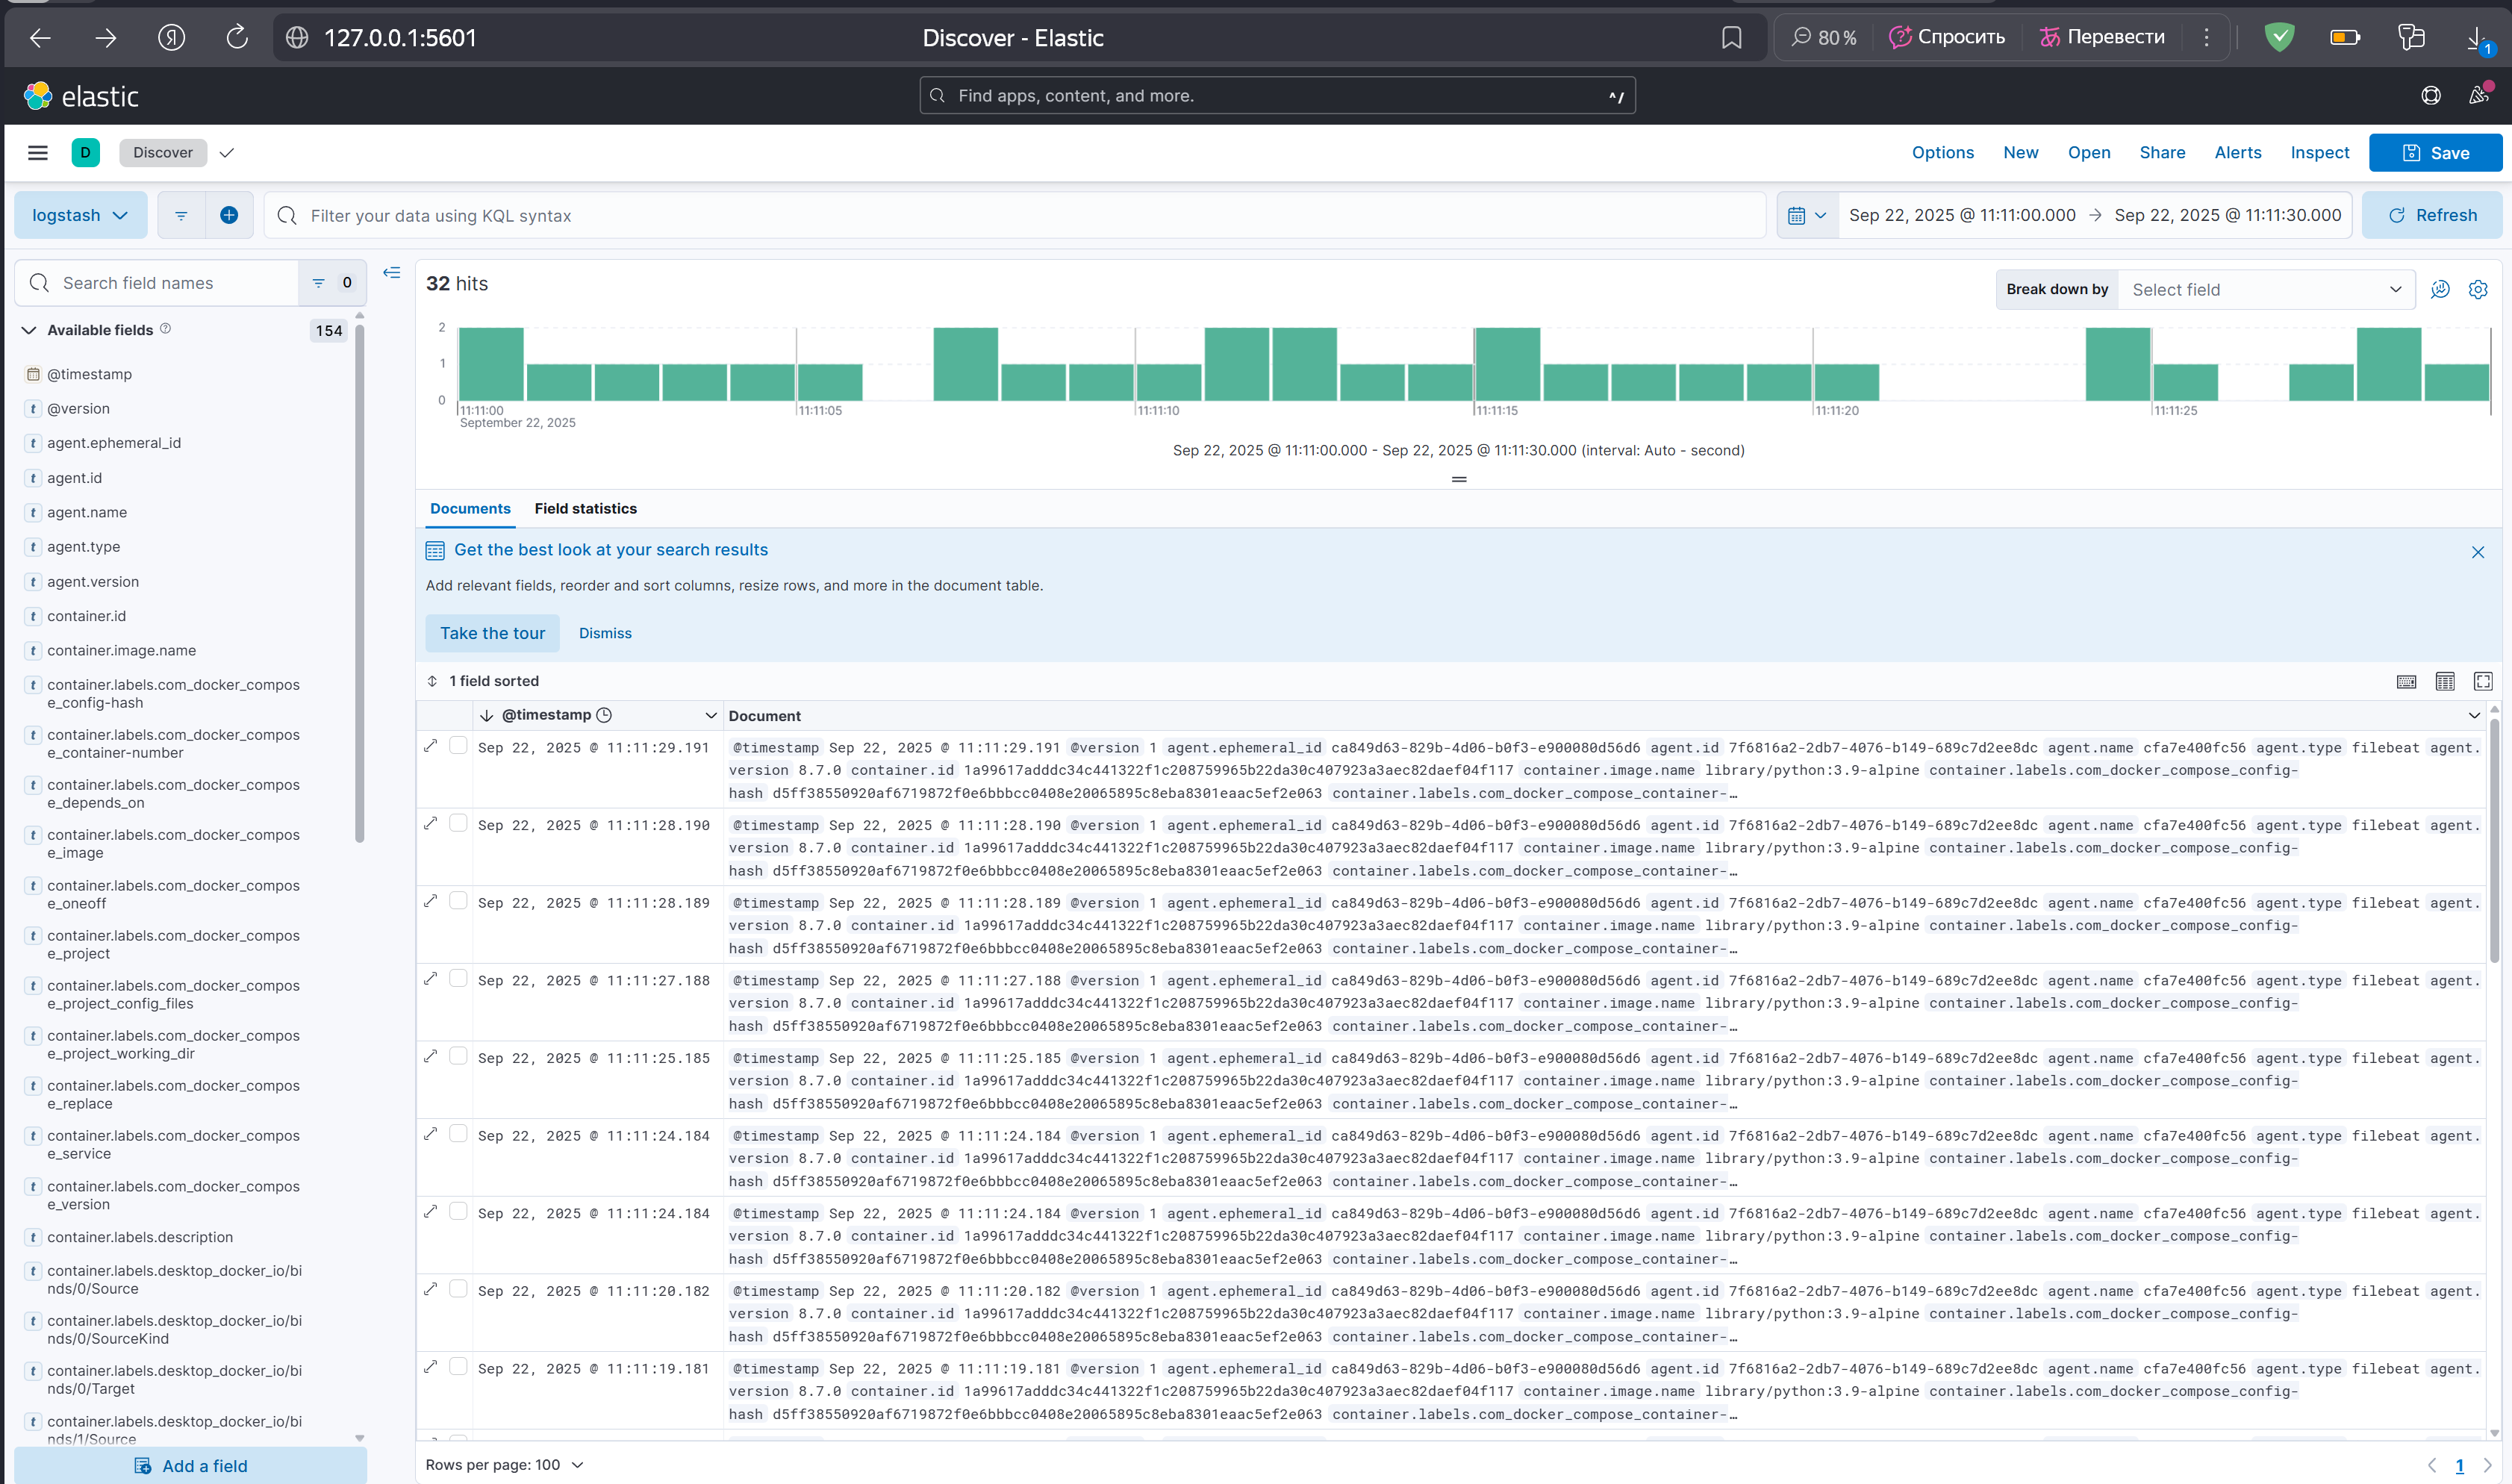 127.0.0.1:5601
Discover - Elastic
80 %
Спросить
Перевести
1
elastic
Find apps, content, and more.
^/
D
Discover
Options
New
Open
Share
Alerts
Inspect
Save
logstash
Filter your data using KQL syntax
Sep 22, 2025 @ 11:11:00.000 → Sep 22, 2025 @ 11:11:30.000
Refresh
Search field names
0
Available fields
154
@timestamp
@version
agent.ephemeral_id
agent.id
agent.name
agent.type
agent.version
container.id
container.image.name
container.labels.com_docker_compos
e_config-hash
container.labels.com_docker_compos
e_container-number
container.labels.com_docker_compos
e_depends_on
container.labels.com_docker_compos
e_image
container.labels.com_docker_compos
e_oneoff
container.labels.com_docker_compos
e_project
container.labels.com_docker_compos
e_project_config_files
container.labels.com_docker_compos
e_project_working_dir
container.labels.com_docker_compos
e_replace
container.labels.com_docker_compos
e_service
container.labels.com_docker_compos
e_version
container.labels.description
container.labels.desktop_docker_io/bi
nds/0/Source
container.labels.desktop_docker_io/bi
nds/0/SourceKind
container.labels.desktop_docker_io/bi
nds/0/Target
container.labels.desktop_docker_io/bi
nds/1/Source
Add a field
32 hits
Break down by
Select field
2
1
0
11:11:00
September 22, 2025
11:11:05
11:11:10
11:11:15
11:11:20
11:11:25
Sep 22, 2025 @ 11:11:00.000 - Sep 22, 2025 @ 11:11:30.000 (interval: Auto - second)
Documents
Field statistics
Get the best look at your search results
Add relevant fields, reorder and sort columns, resize rows, and more in the document table.
Take the tour
Dismiss
1 field sorted
@timestamp
Document
Sep 22, 2025 @ 11:11:29.191
@timestamp Sep 22, 2025 @ 11:11:29.191 @version 1 agent.ephemeral_id ca849d63-829b-4d06-b0f3-e900080d56d6 agent.id 7f6816a2-2db7-4076-b149-689c7d2ee8dc agent.name cfa7e400fc56 agent.type filebeat agent.
version 8.7.0 container.id 1a99617adddc34c441322f1c208759965b22da30c407923a3aec82daef04f117 container.image.name library/python:3.9-alpine container.labels.com_docker_compose_config-
hash d5ff38550920af6719872f0e6bbbcc0408e20065895c8eba8301eaac5ef2e063 container.labels.com_docker_compose_container-…
Sep 22, 2025 @ 11:11:28.190
@timestamp Sep 22, 2025 @ 11:11:28.190 @version 1 agent.ephemeral_id ca849d63-829b-4d06-b0f3-e900080d56d6 agent.id 7f6816a2-2db7-4076-b149-689c7d2ee8dc agent.name cfa7e400fc56 agent.type filebeat agent.
version 8.7.0 container.id 1a99617adddc34c441322f1c208759965b22da30c407923a3aec82daef04f117 container.image.name library/python:3.9-alpine container.labels.com_docker_compose_config-
hash d5ff38550920af6719872f0e6bbbcc0408e20065895c8eba8301eaac5ef2e063 container.labels.com_docker_compose_container-…
Sep 22, 2025 @ 11:11:28.189
@timestamp Sep 22, 2025 @ 11:11:28.189 @version 1 agent.ephemeral_id ca849d63-829b-4d06-b0f3-e900080d56d6 agent.id 7f6816a2-2db7-4076-b149-689c7d2ee8dc agent.name cfa7e400fc56 agent.type filebeat agent.
version 8.7.0 container.id 1a99617adddc34c441322f1c208759965b22da30c407923a3aec82daef04f117 container.image.name library/python:3.9-alpine container.labels.com_docker_compose_config-
hash d5ff38550920af6719872f0e6bbbcc0408e20065895c8eba8301eaac5ef2e063 container.labels.com_docker_compose_container-…
Sep 22, 2025 @ 11:11:27.188
@timestamp Sep 22, 2025 @ 11:11:27.188 @version 1 agent.ephemeral_id ca849d63-829b-4d06-b0f3-e900080d56d6 agent.id 7f6816a2-2db7-4076-b149-689c7d2ee8dc agent.name cfa7e400fc56 agent.type filebeat agent.
version 8.7.0 container.id 1a99617adddc34c441322f1c208759965b22da30c407923a3aec82daef04f117 container.image.name library/python:3.9-alpine container.labels.com_docker_compose_config-
hash d5ff38550920af6719872f0e6bbbcc0408e20065895c8eba8301eaac5ef2e063 container.labels.com_docker_compose_container-…
Sep 22, 2025 @ 11:11:25.185
@timestamp Sep 22, 2025 @ 11:11:25.185 @version 1 agent.ephemeral_id ca849d63-829b-4d06-b0f3-e900080d56d6 agent.id 7f6816a2-2db7-4076-b149-689c7d2ee8dc agent.name cfa7e400fc56 agent.type filebeat agent.
version 8.7.0 container.id 1a99617adddc34c441322f1c208759965b22da30c407923a3aec82daef04f117 container.image.name library/python:3.9-alpine container.labels.com_docker_compose_config-
hash d5ff38550920af6719872f0e6bbbcc0408e20065895c8eba8301eaac5ef2e063 container.labels.com_docker_compose_container-…
Sep 22, 2025 @ 11:11:24.184
@timestamp Sep 22, 2025 @ 11:11:24.184 @version 1 agent.ephemeral_id ca849d63-829b-4d06-b0f3-e900080d56d6 agent.id 7f6816a2-2db7-4076-b149-689c7d2ee8dc agent.name cfa7e400fc56 agent.type filebeat agent.
version 8.7.0 container.id 1a99617adddc34c441322f1c208759965b22da30c407923a3aec82daef04f117 container.image.name library/python:3.9-alpine container.labels.com_docker_compose_config-
hash d5ff38550920af6719872f0e6bbbcc0408e20065895c8eba8301eaac5ef2e063 container.labels.com_docker_compose_container-…
Sep 22, 2025 @ 11:11:24.184
@timestamp Sep 22, 2025 @ 11:11:24.184 @version 1 agent.ephemeral_id ca849d63-829b-4d06-b0f3-e900080d56d6 agent.id 7f6816a2-2db7-4076-b149-689c7d2ee8dc agent.name cfa7e400fc56 agent.type filebeat agent.
version 8.7.0 container.id 1a99617adddc34c441322f1c208759965b22da30c407923a3aec82daef04f117 container.image.name library/python:3.9-alpine container.labels.com_docker_compose_config-
hash d5ff38550920af6719872f0e6bbbcc0408e20065895c8eba8301eaac5ef2e063 container.labels.com_docker_compose_container-…
Sep 22, 2025 @ 11:11:20.182
@timestamp Sep 22, 2025 @ 11:11:20.182 @version 1 agent.ephemeral_id ca849d63-829b-4d06-b0f3-e900080d56d6 agent.id 7f6816a2-2db7-4076-b149-689c7d2ee8dc agent.name cfa7e400fc56 agent.type filebeat agent.
version 8.7.0 container.id 1a99617adddc34c441322f1c208759965b22da30c407923a3aec82daef04f117 container.image.name library/python:3.9-alpine container.labels.com_docker_compose_config-
hash d5ff38550920af6719872f0e6bbbcc0408e20065895c8eba8301eaac5ef2e063 container.labels.com_docker_compose_container-…
Sep 22, 2025 @ 11:11:19.181
@timestamp Sep 22, 2025 @ 11:11:19.181 @version 1 agent.ephemeral_id ca849d63-829b-4d06-b0f3-e900080d56d6 agent.id 7f6816a2-2db7-4076-b149-689c7d2ee8dc agent.name cfa7e400fc56 agent.type filebeat agent.
version 8.7.0 container.id 1a99617adddc34c441322f1c208759965b22da30c407923a3aec82daef04f117 container.image.name library/python:3.9-alpine container.labels.com_docker_compose_config-
hash d5ff38550920af6719872f0e6bbbcc0408e20065895c8eba8301eaac5ef2e063 container.labels.com_docker_compose_container-…
Rows per page: 100
1